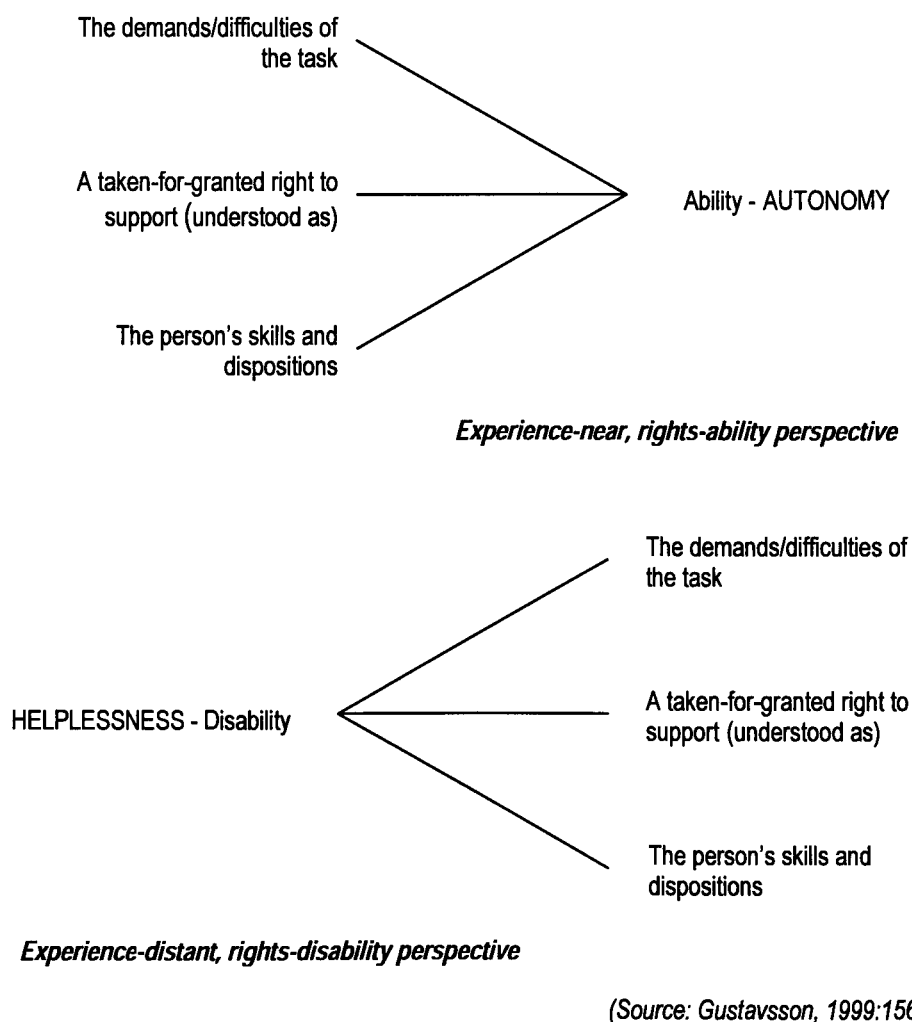 The demands/difficulties of
the task
A taken-for-granted right to
support (understood as)
Ability - AUTONOMY
The person's skills and
dispositions
Experience-near, rights-ability perspective
The demands/difficulties of
the task
HELPLESSNESS - Disability
A taken-for-granted right to
support (understood as)
The person's skills and
dispositions
Experience-distant, rights-disability perspective
(Source: Gustavsson, 1999:156